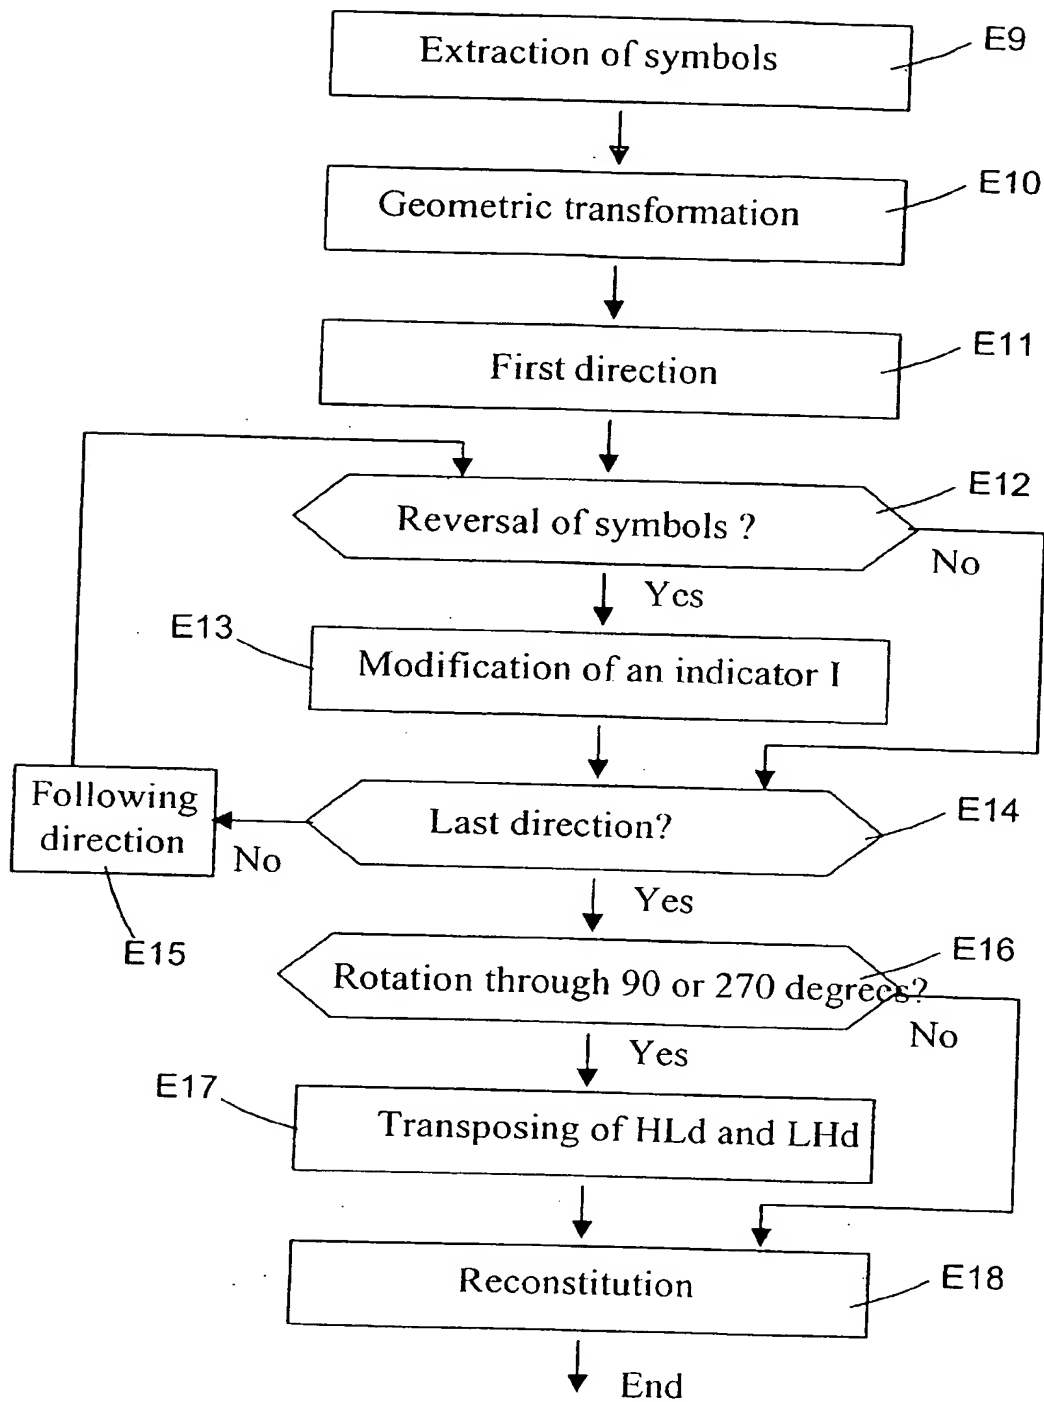 Extraction of symbols
E9
Geometric transformation
E10
First direction
E11
Reversal of symbols ?
E12
No
Yes
E13
Modification of an indicator I
Following
direction
No
Last direction?
E14
E15
Yes
Rotation through 90 or 270 degrees?
E16
No
Yes
E17
Transposing of HLd and LHd
Reconstitution
E18
End